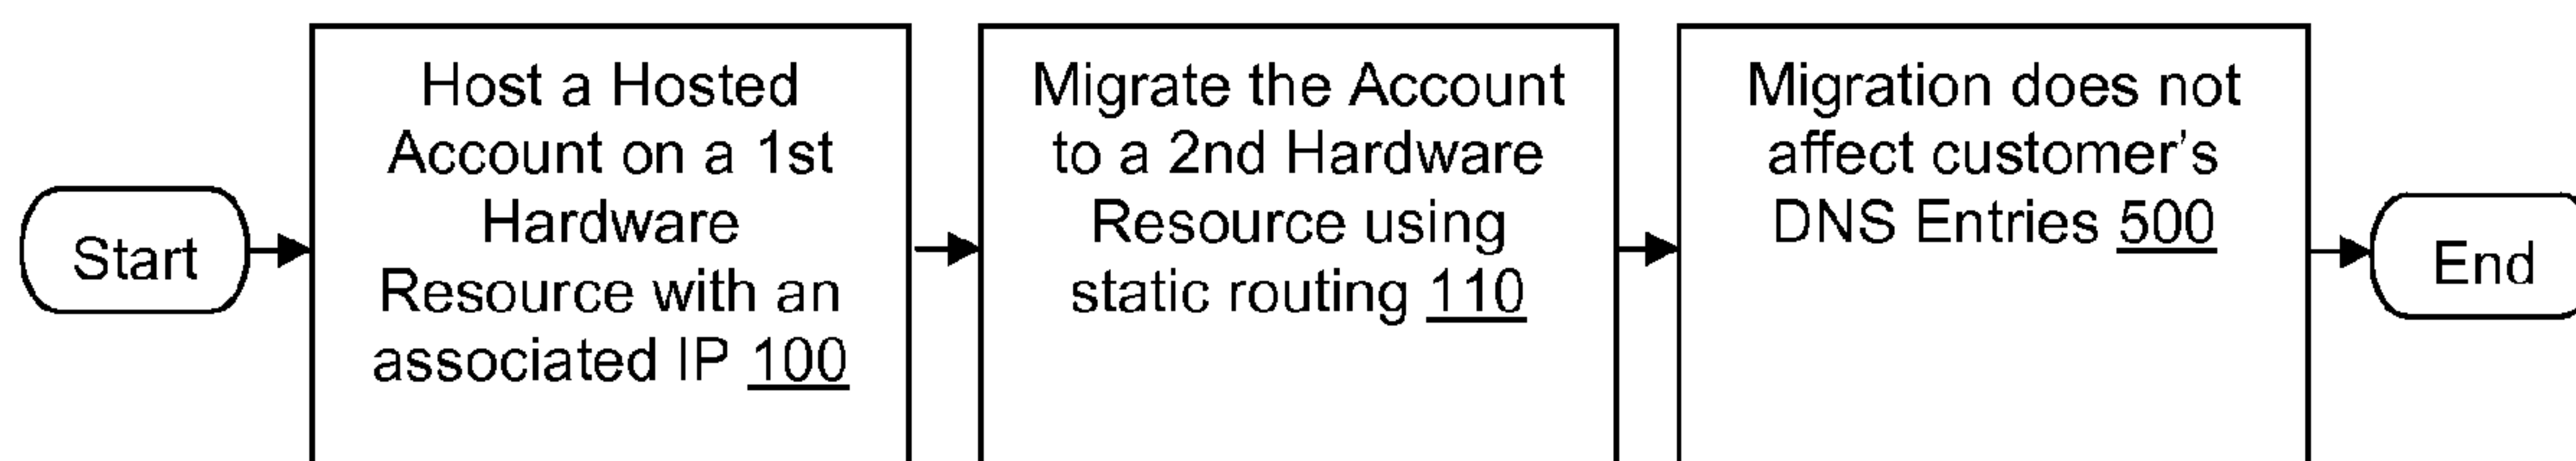 Start
Host a Hosted
Account on a 1st
Hardware
Resource with an
associated IP 100
Migrate the Account
to a 2nd Hardware
Resource using
static routing 110
Migration does not
affect customer's
DNS Entries 500
End